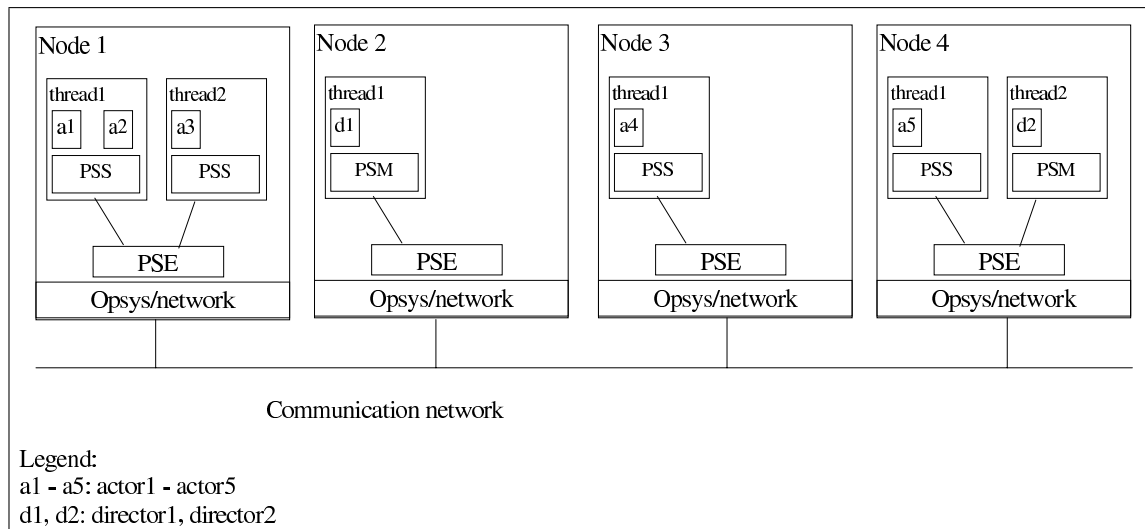 Node 1
thread1
a1
a2
PSS
thread2
a3
PSS
PSE
Opsys/network
Node 2
thread1
d1
PSM
PSE
Opsys/network
Node 3
thread1
a4
PSS
PSE
Opsys/network
Node 4
thread1
a5
PSS
thread2
d2
PSM
PSE
Opsys/network
Communication network
Legend:
a1 - a5: actor1 - actor5
d1, d2: director1, director2